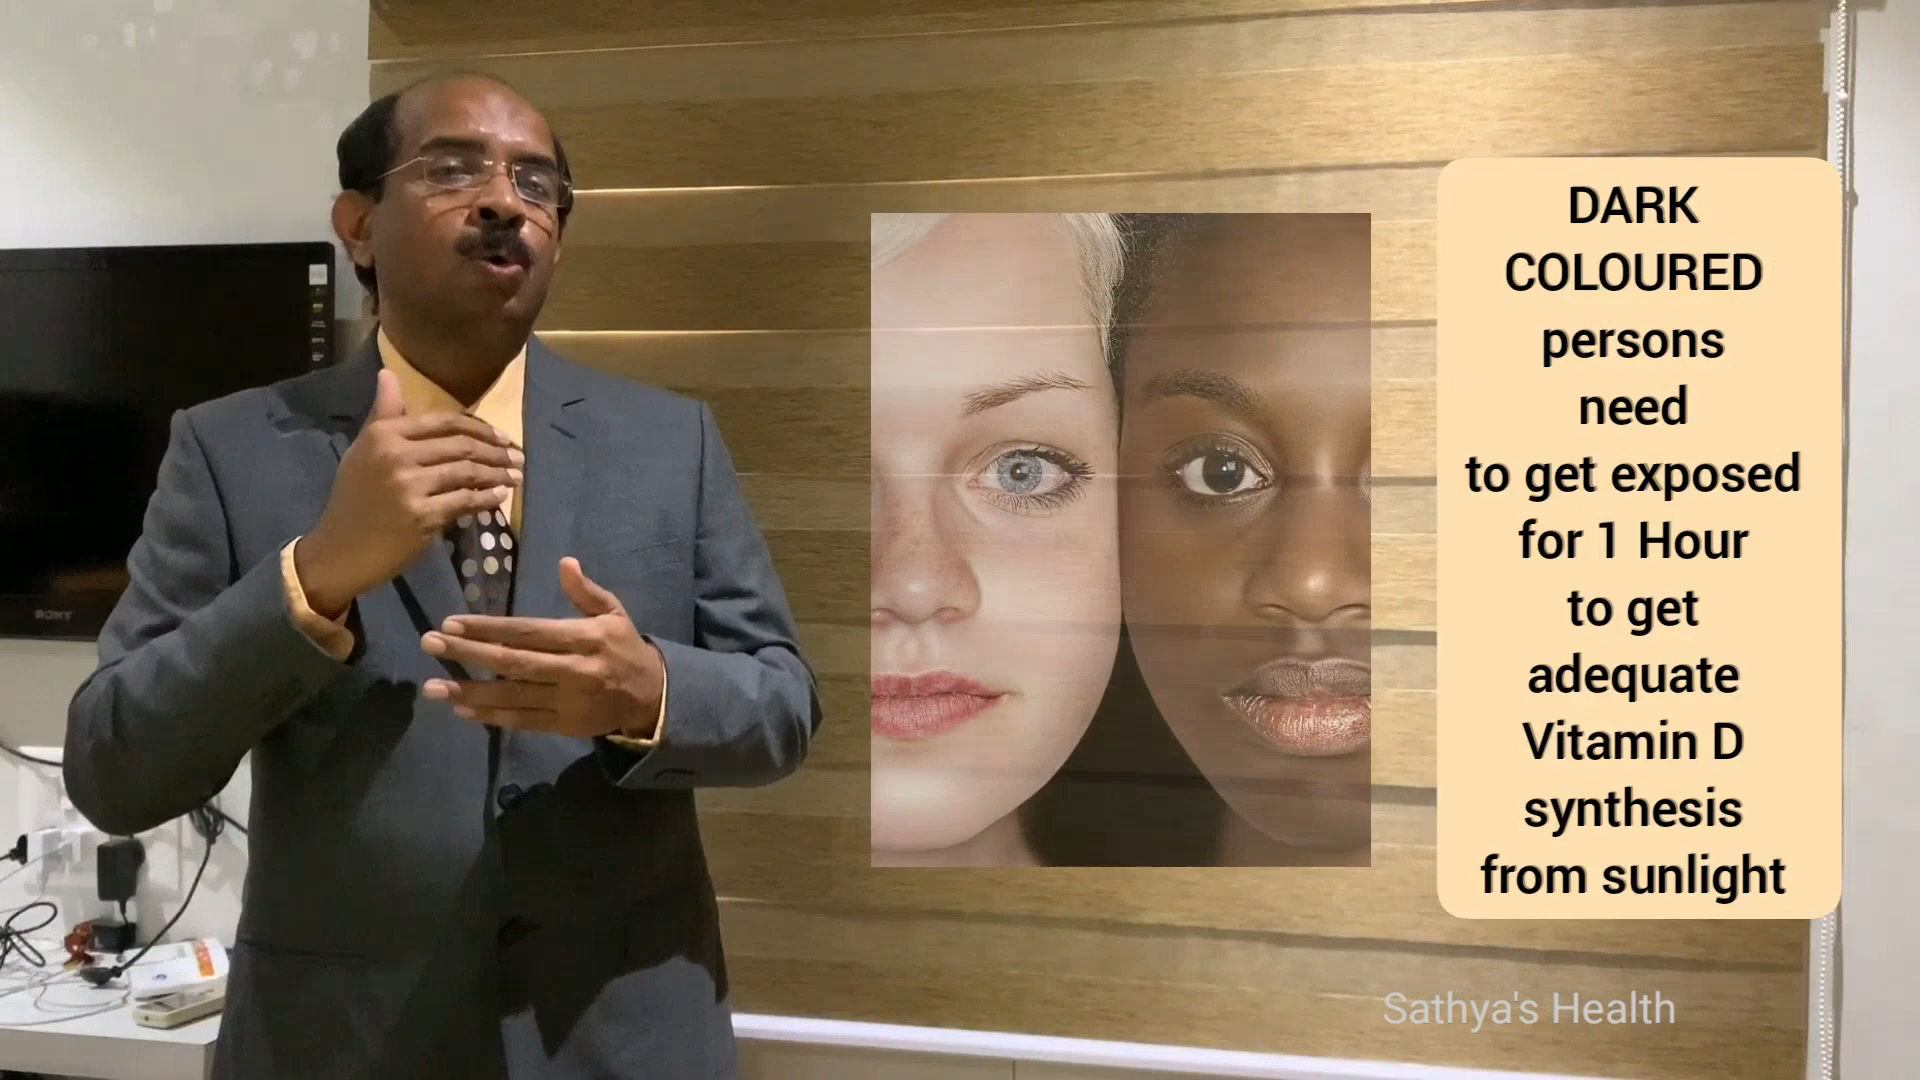 SONY
DARK
COLOURED
persons
need
to get exposed
for 1 Hour
to get
adequate
Vitamin D
synthesis
from sunlight
Sathya's Health